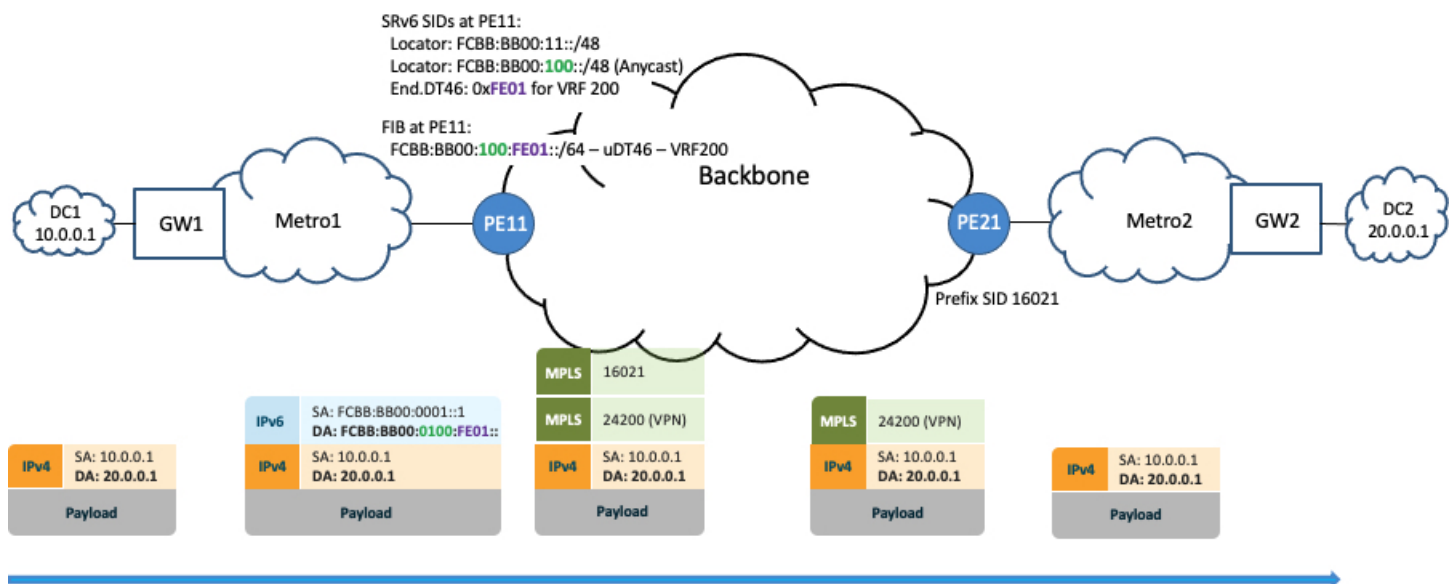 SRv6 SIDs at PE11:
Locator: FCBB:BB00:11::/48
Locator: FCBB:BB00:100::/48 (Anycast)
End.DT46: 0xFE01 for VRF 200
FIB at PE11:
FCBB:BB00:100:FE01::/64 – uDT46 – VRF200
Backbone
DC1
10.0.0.1
GW1
Metro1
PE11
PE21
Metro2
GW2
DC2
20.0.0.1
Prefix SID 16021
IPv4
SA: 10.0.0.1
DA: 20.0.0.1
Payload
IPv6
SA: FCBB:BB00:0001::1
DA: FCBB:BB00:0100:FE01::
IPv4
SA: 10.0.0.1
DA: 20.0.0.1
Payload
MPLS
16021
MPLS
24200 (VPN)
IPv4
SA: 10.0.0.1
DA: 20.0.0.1
Payload
MPLS
24200 (VPN)
IPv4
SA: 10.0.0.1
DA: 20.0.0.1
Payload
IPv4
SA: 10.0.0.1
DA: 20.0.0.1
Payload